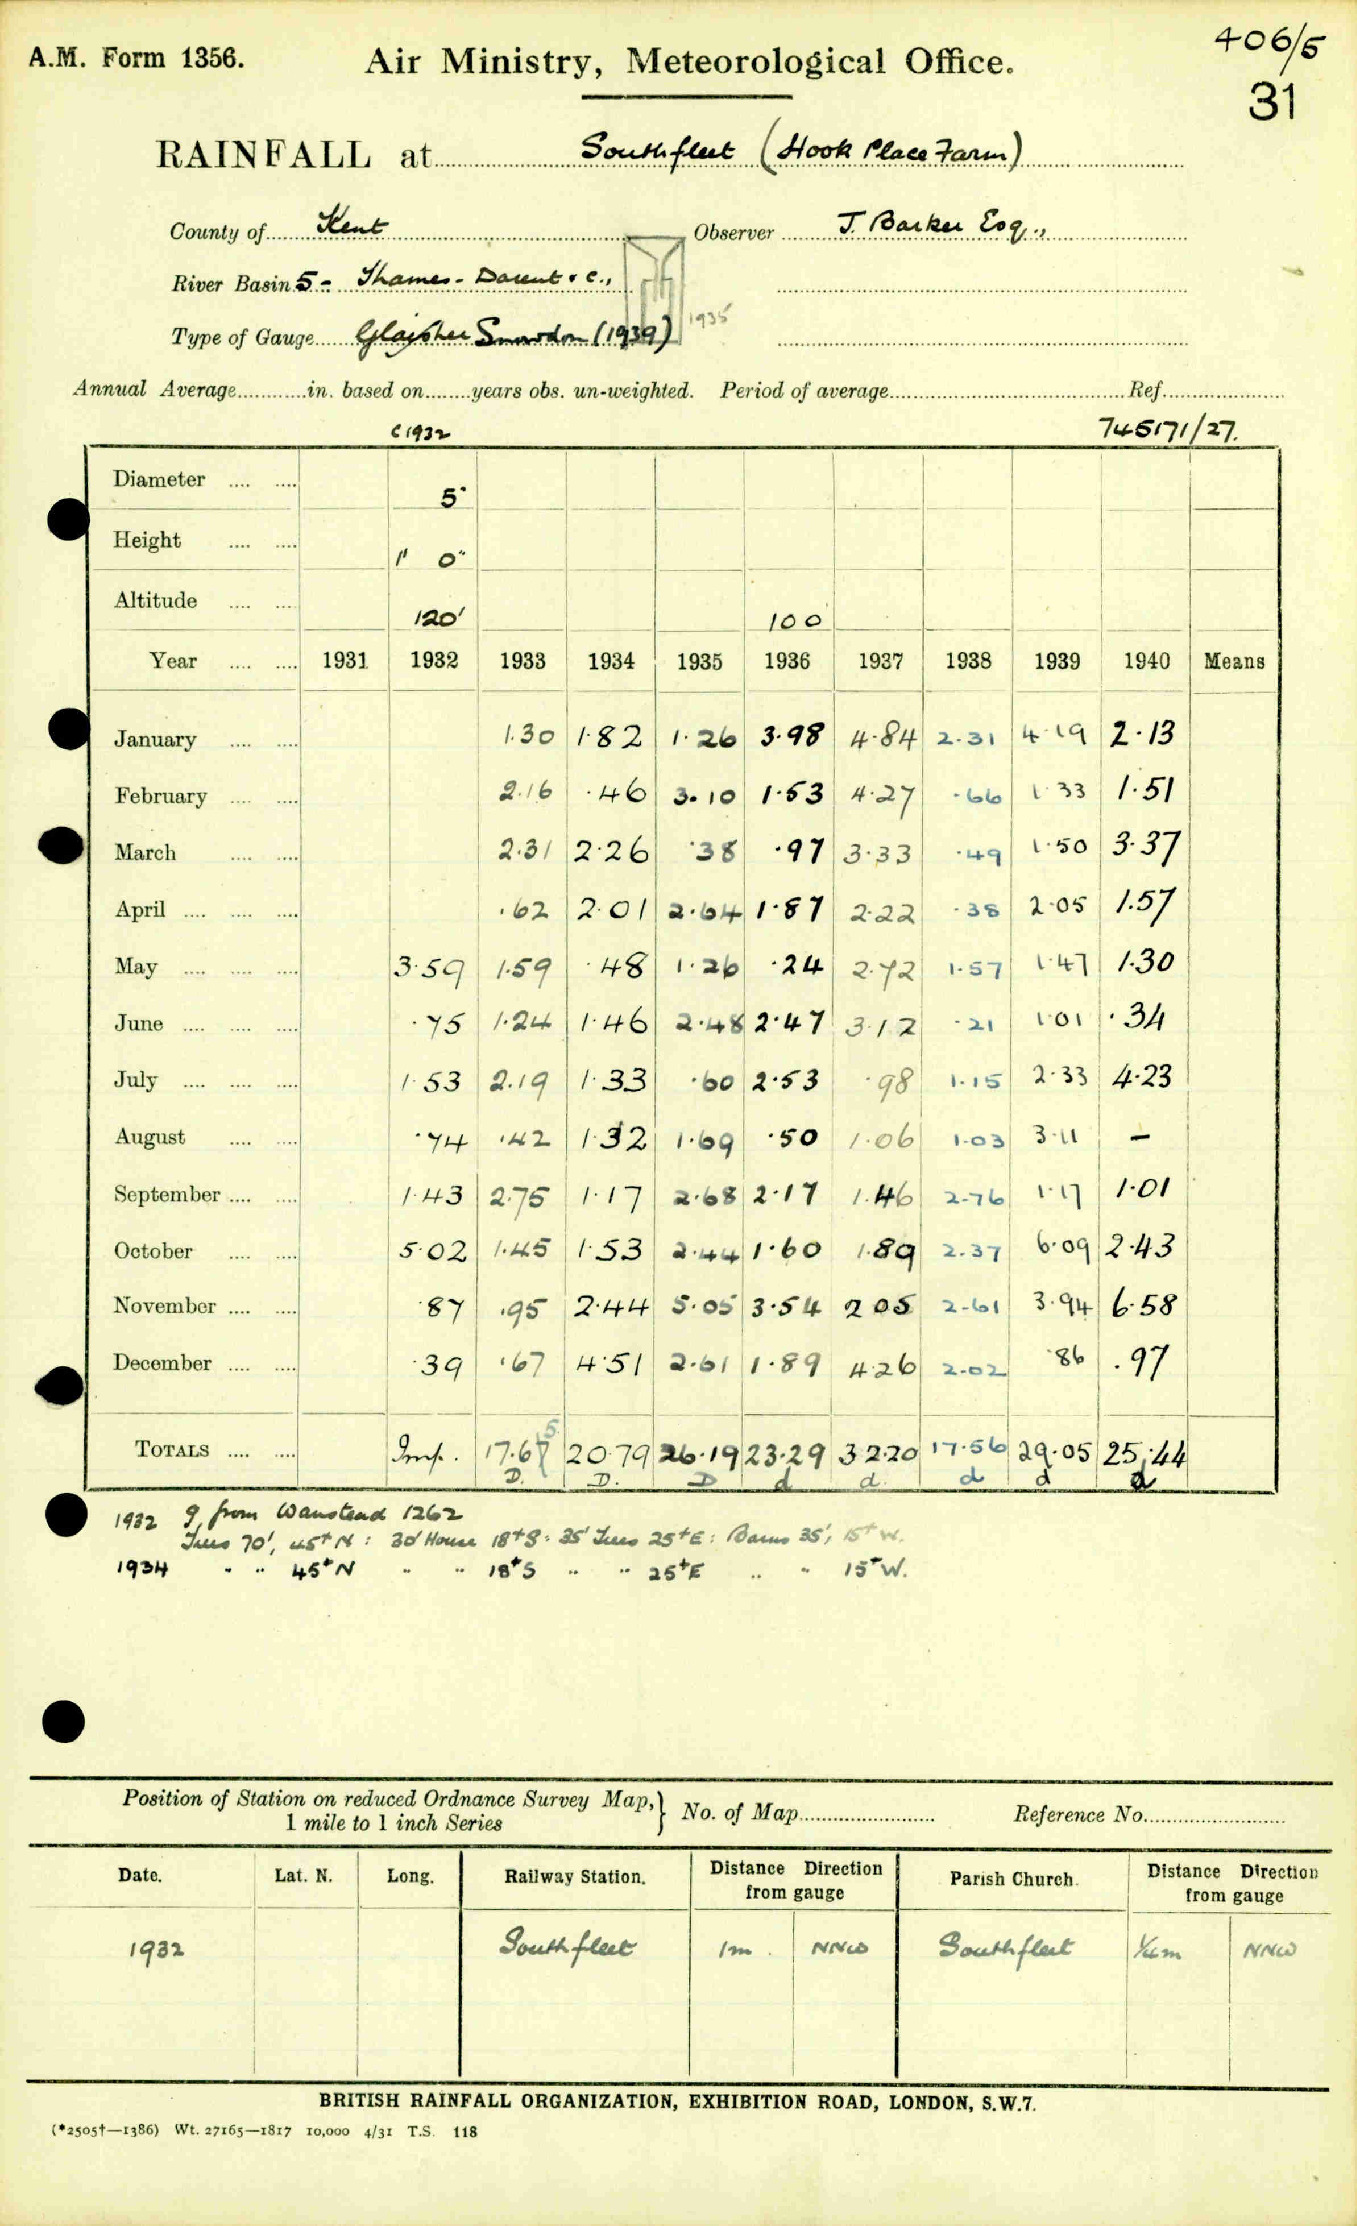 A.M. Form 1356.
Air Ministry, Meteorological Office.
406/5
31
RAINFALL at Southfleet (Hook Place Farm)
County of Kent
Observer J. Barker Esq.,
River Basin 5 - Thames - Darent & c.,
Type of Gauge Glaisher Snowdon (1939)
1935
Annual Average in. based on years obs. un-weighted. Period of average Ref.
c 1932
745171/27.
Diameter 5"
Height 1' 0"
Altitude 120' 100
Year 1931 1932 1933 1934 1935 1936 1937 1938 1939 1940 Means
January 1.30 1.82 1.26 3.98 4.84 2.31 4.19 2.13
February 2.16 .46 3.10 1.53 4.27 .66 1.33 1.51
March 2.31 2.26 .38 .97 3.33 .49 1.50 3.37
April .62 2.01 2.64 1.87 2.22 .38 2.05 1.57
May 3.59 1.59 .48 1.26 .24 2.72 1.57 1.47 1.30
June .75 1.24 1.46 2.48 2.47 3.12 .21 1.01 .34
July 1.53 2.19 1.33 .60 2.53 .98 1.15 2.33 4.23
August .74 .42 1.32 1.69 .50 1.06 1.03 3.11 –
September 1.43 2.75 1.17 2.68 2.17 1.46 2.76 1.17 1.01
October 5.02 1.45 1.53 2.44 1.60 1.89 2.37 6.09 2.43
November .87 .95 2.44 5.05 3.54 2.05 2.61 3.94 6.58
December .39 .67 4.51 2.61 1.89 4.26 2.02 .86 .97
TOTALS Imp. 17.6 5 20.79 26.19 23.29 32.20 17.56 29.05 25.44
D. D. D d d. d d d
1932 g from Wanstead 1262
Trees 70', 45+N : 30' House 18+S : 35' Trees 25+E : Barns 35', 15+W.
1934 " " 45+N " " 18+S " " 25+E " " 15+W.
Position of Station on reduced Ordnance Survey Map,
1 mile to 1 inch Series
No. of Map
Reference No.
Date. Lat. N. Long. Railway Station. Distance Direction from gauge Parish Church. Distance Direction from gauge
1932 Southfleet 1m. NNW Southfleet ¼m NNW
BRITISH RAINFALL ORGANIZATION, EXHIBITION ROAD, LONDON, S.W.7.
(*2505†—1386) Wt. 27165—1817 10,000 4/31 T.S. 118